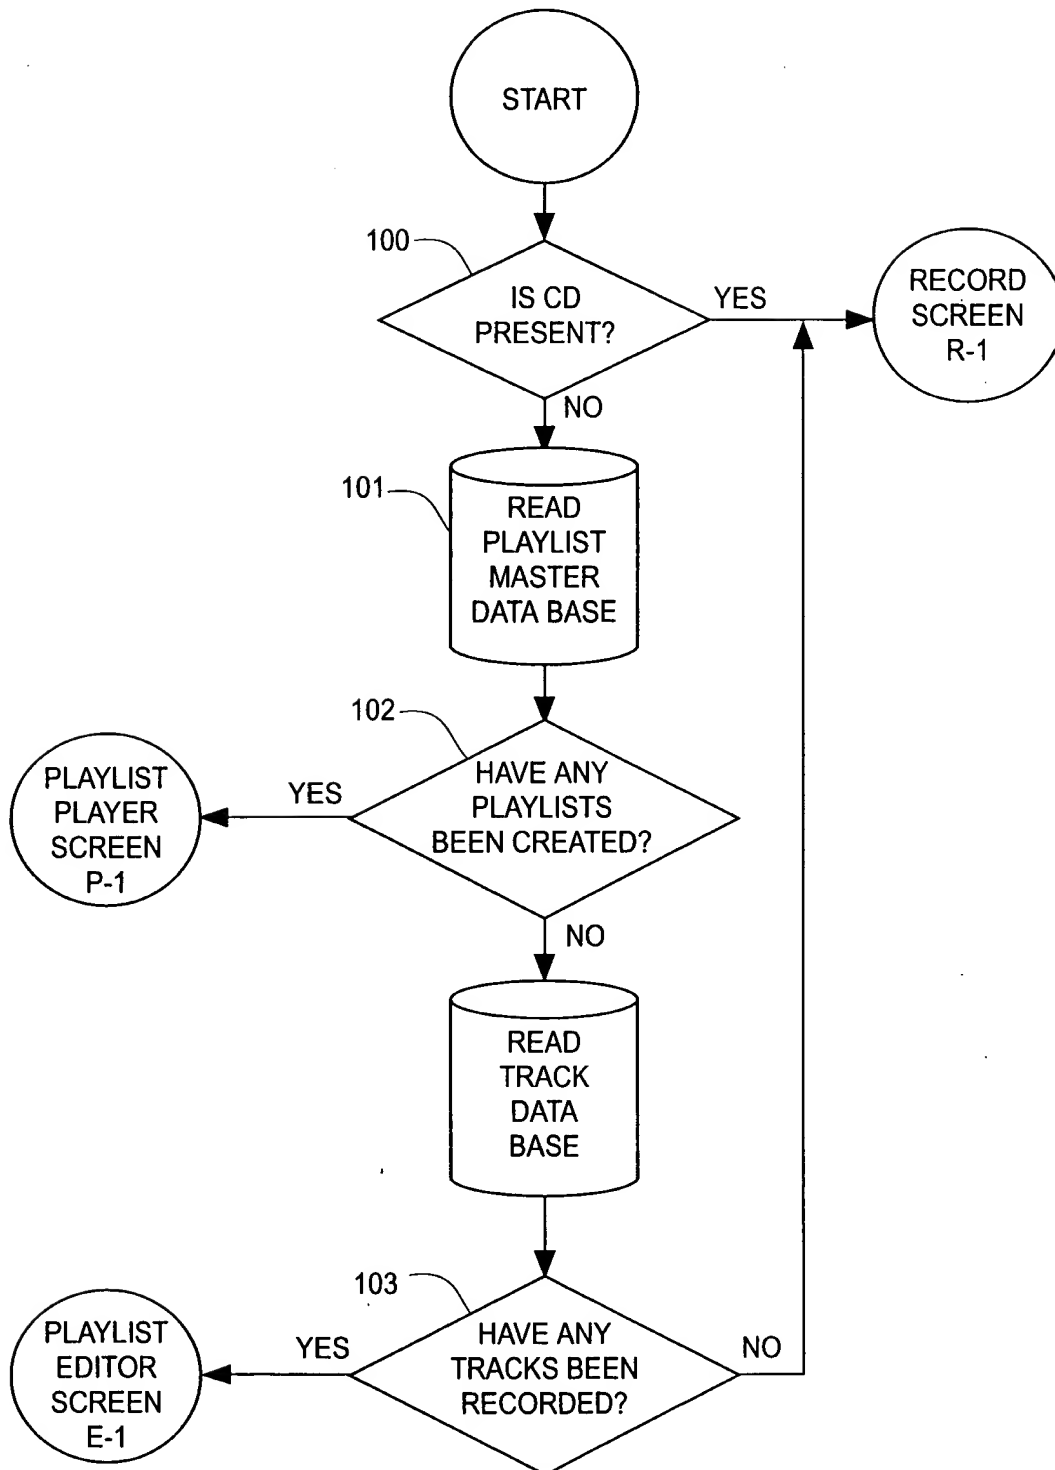 START
100
IS CD
PRESENT?
YES
RECORD
SCREEN
R-1
NO
101
READ
PLAYLIST
MASTER
DATA BASE
102
HAVE ANY
PLAYLISTS
BEEN CREATED?
YES
PLAYLIST
PLAYER
SCREEN
P-1
NO
READ
TRACK
DATA
BASE
103
HAVE ANY
TRACKS BEEN
RECORDED?
YES
NO
PLAYLIST
EDITOR
SCREEN
E-1